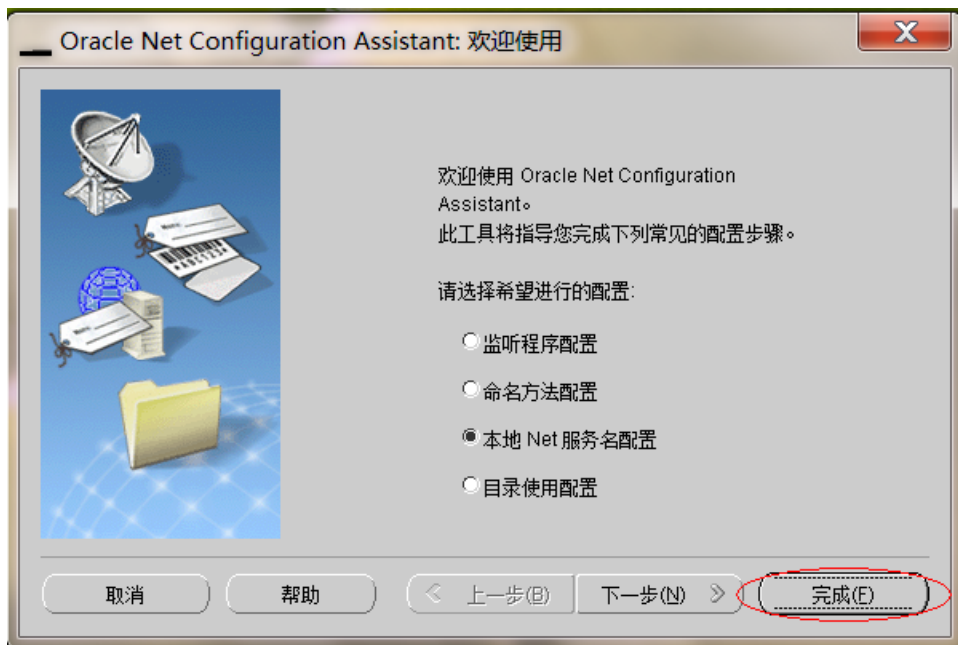 Oracle Net Configuration Assistant: 欢迎使用
欢迎使用 Oracle Net Configuration
Assistant。
此工具将指导您完成下列常见的配置步骤。
请选择希望进行的配置:
监听程序配置
命名方法配置
本地 Net 服务名配置
目录使用配置
取消
帮助
上一步(B)
下一步(N)
完成(F)